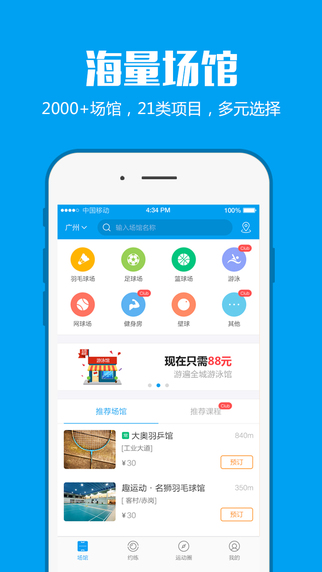 海量场馆
2000+场馆，21类项目，多元选择
中国移动 4:34 PM 100%
广州 输入场馆名称
Club
羽毛球场 足球场 篮球场 游泳
Club Club
网球场 健身房 壁球 其他
游泳馆
现在只需88元
游遍全城游泳馆
推荐场馆 推荐课程 Club
大奥羽乒馆 840m
[工业大道]
¥30 预订
趣运动·名狮羽毛球馆 350m
[ 客村/赤岗]
¥30 预订
场馆 约练 运动圈 我的